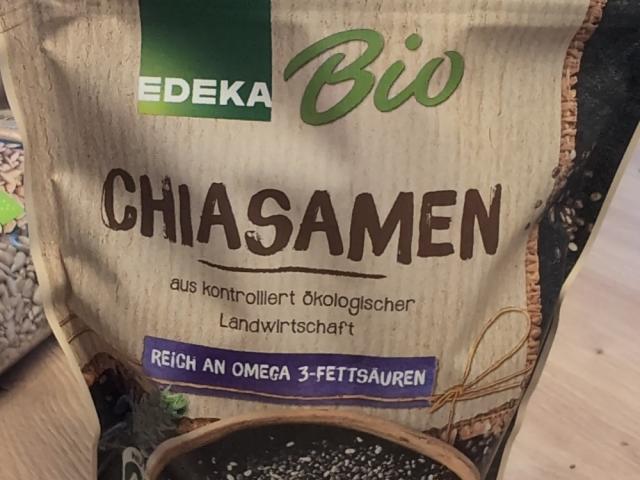 EDEKA Bio
CHIASAMEN
aus kontrolliert ökologischer
Landwirtschaft
REICH AN OMEGA 3-FETTSÄUREN